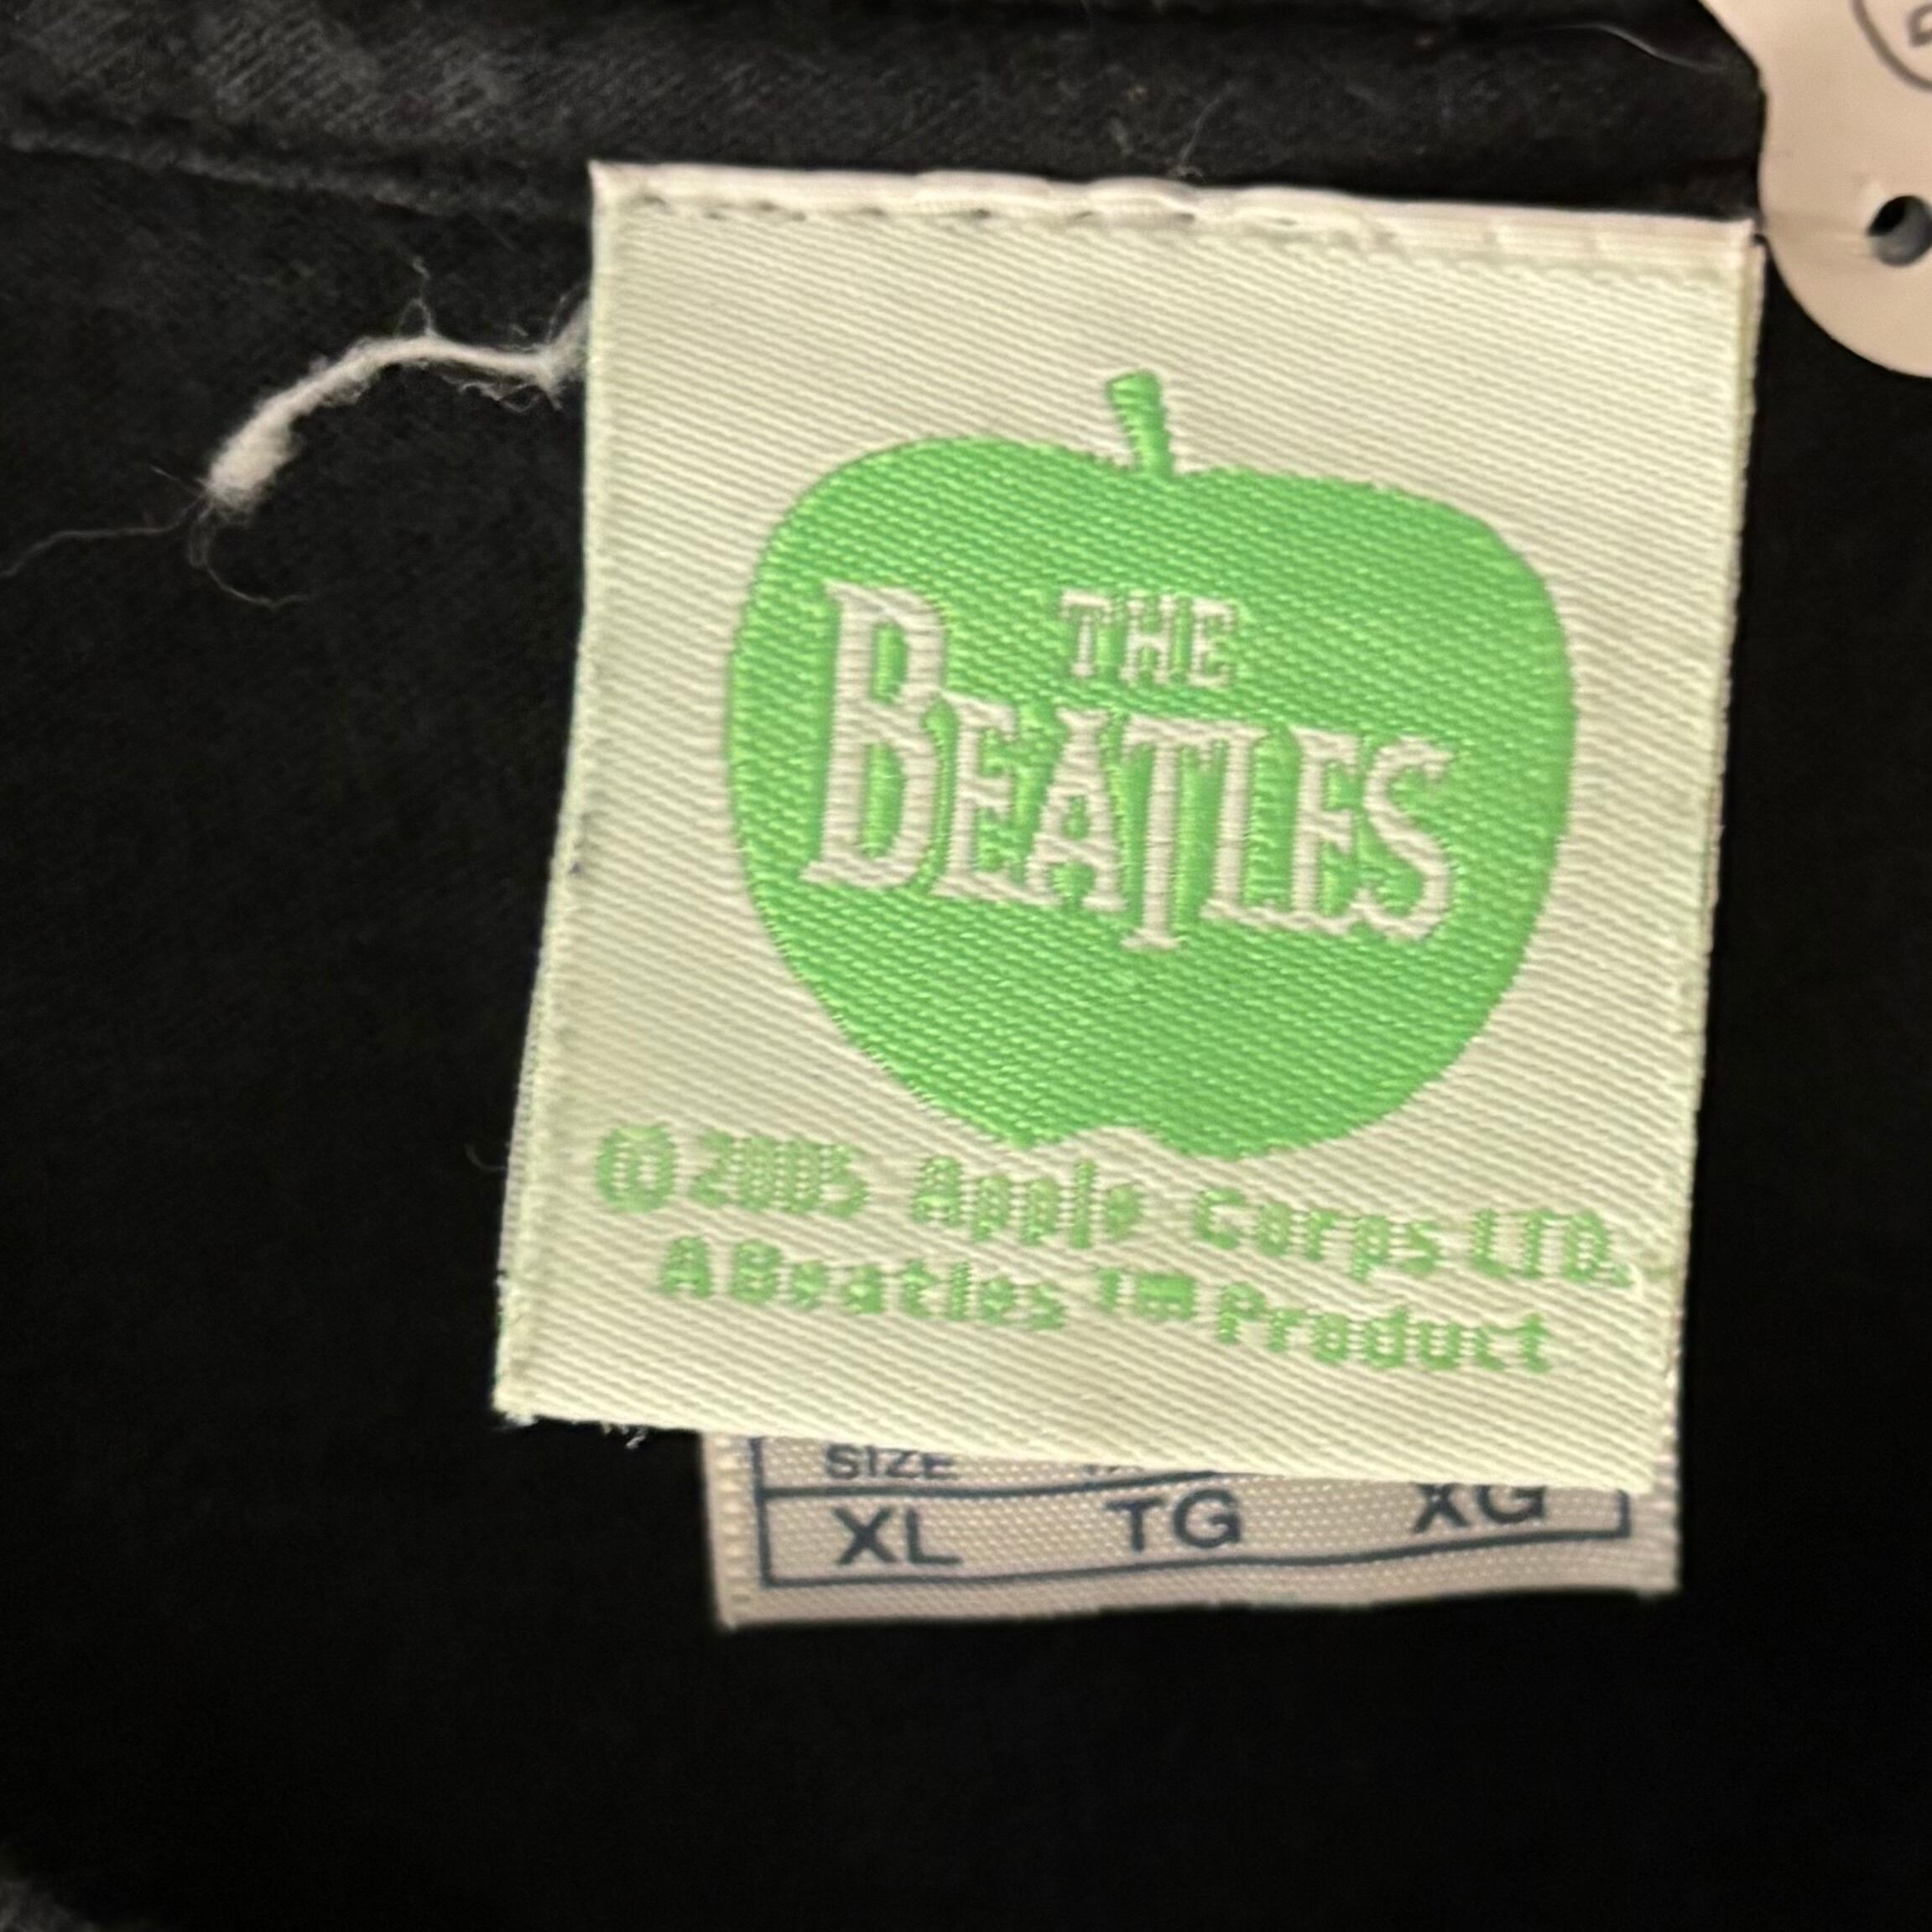 THE
BEATLES
©2005 Apple Corps LTD.
A Beatles ™ Product
SIZE
XL TG XG